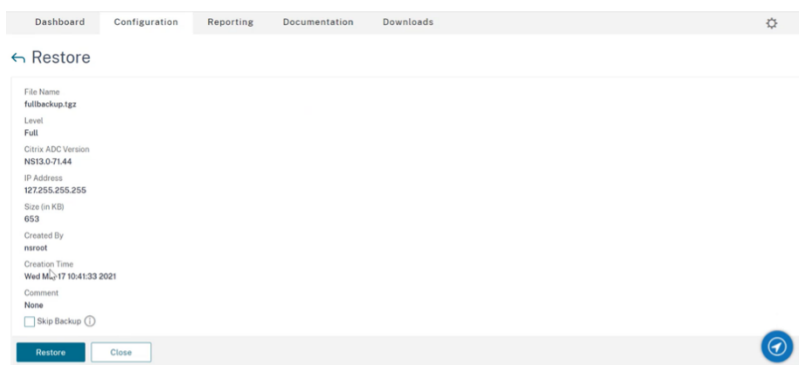 Dashboard Configuration Reporting Documentation Downloads
Restore
File Name
fullbackup.tgz
Level
Full
Citrix ADC Version
NS13.0-71.44
IP Address
127.255.255.255
Size (in KB)
653
Created By
nsroot
Creation Time
Wed 17 10:41:33 2021
Comment
None
Skip Backup
Restore Close